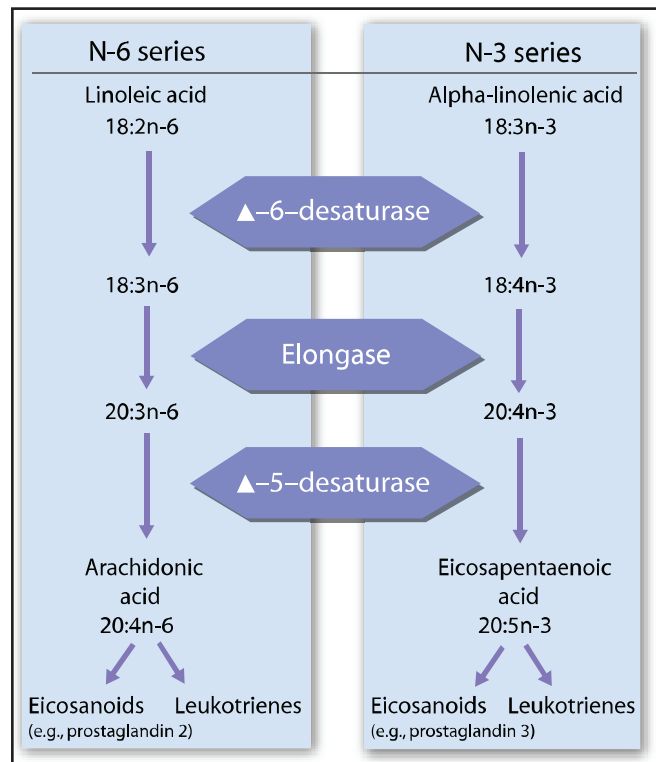 N-6 series
Linoleic acid
18:2n-6
18:3n-6
20:3n-6
Arachidonic
acid
20:4n-6
Eicosanoids
(e.g., prostaglandin 2)
Leukotrienes
▲–6–desaturase
Elongase
▲–5–desaturase
N-3 series
Alpha-linolenic acid
18:3n-3
18:4n-3
20:4n-3
Eicosapentaenoic
acid
20:5n-3
Eicosanoids
(e.g., prostaglandin 3)
Leukotrienes